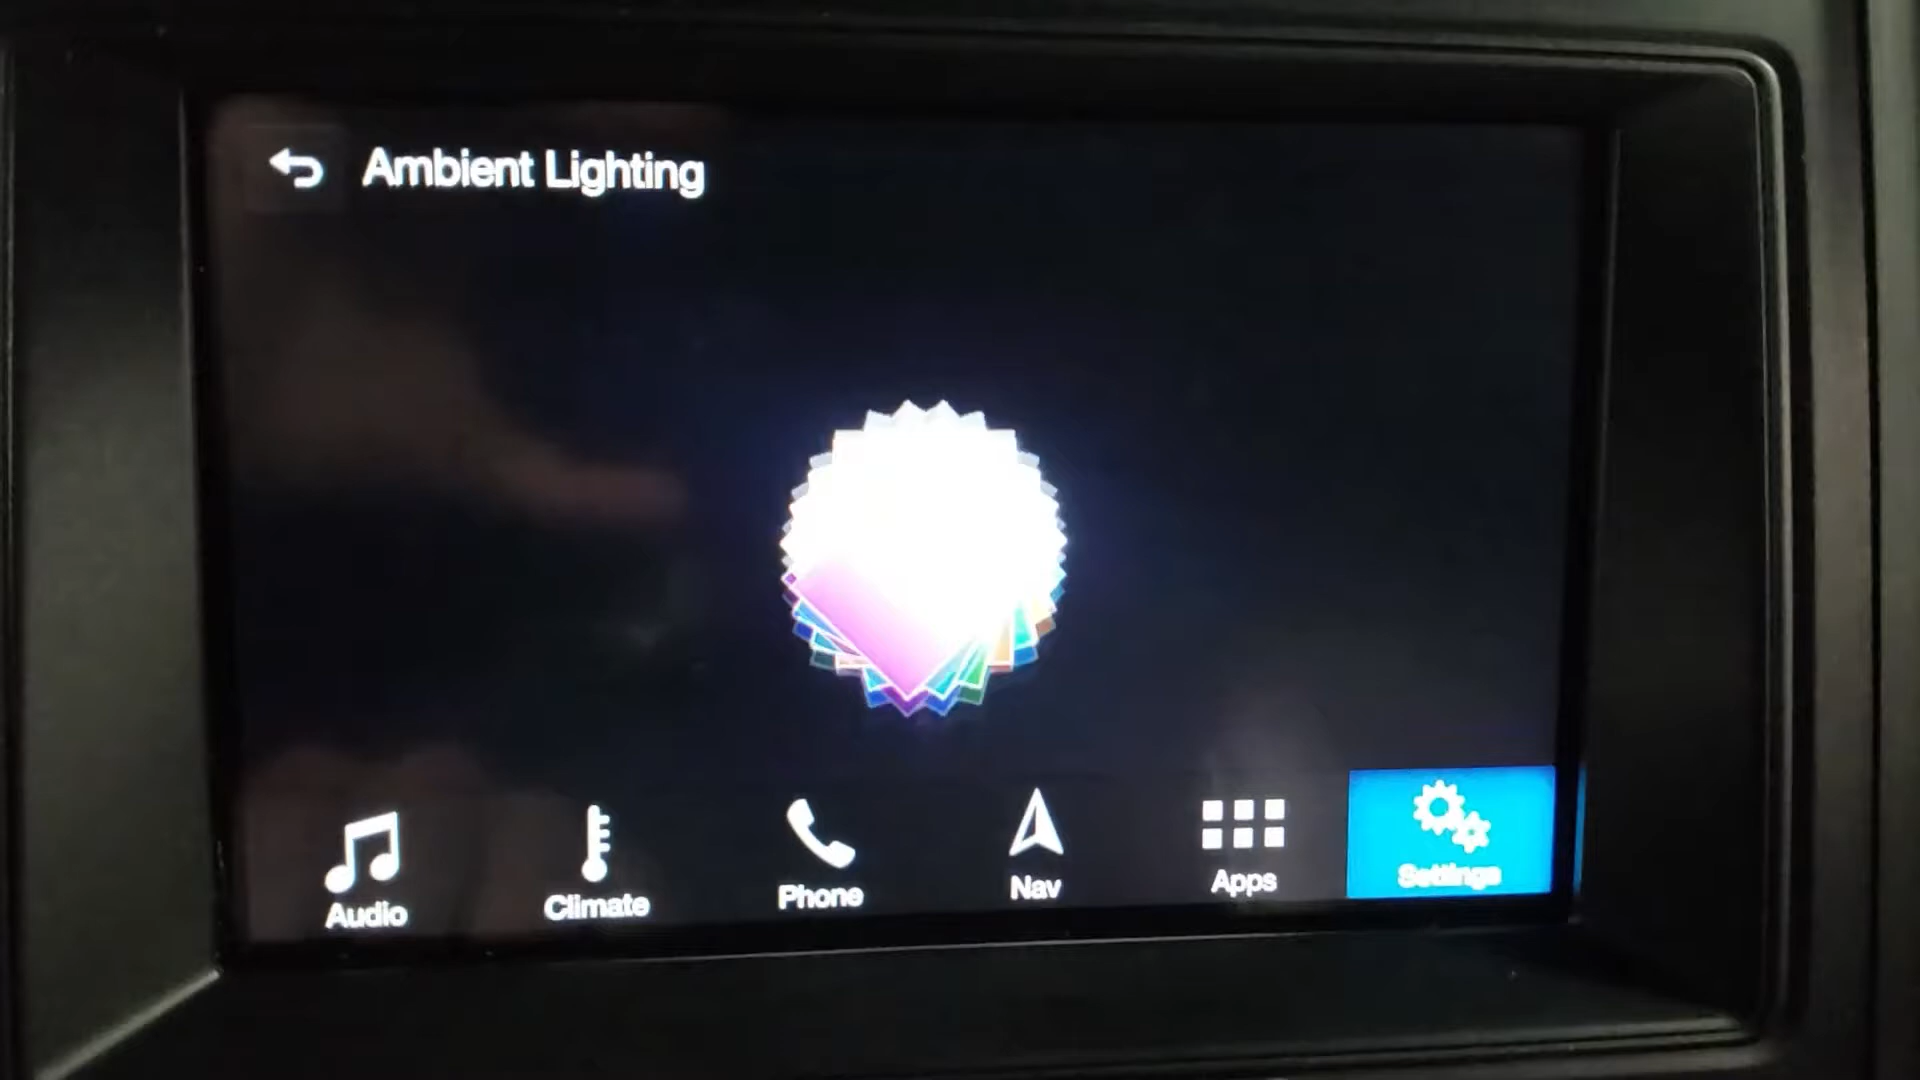 Ambient Lighting
Audio
Climate
Phone
Nav
Apps
Settings